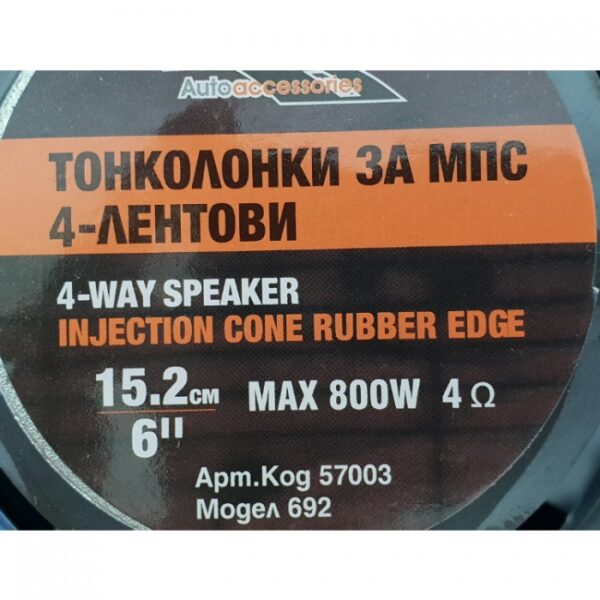 Autoaccessories
ТОНКОЛОНКИ ЗА МПС
4-ЛЕНТОВИ
4-WAY SPEAKER
INJECTION CONE RUBBER EDGE
15.2СМ
6"
MAX 800W 4Ω
Арт.Код 57003
Модел 692